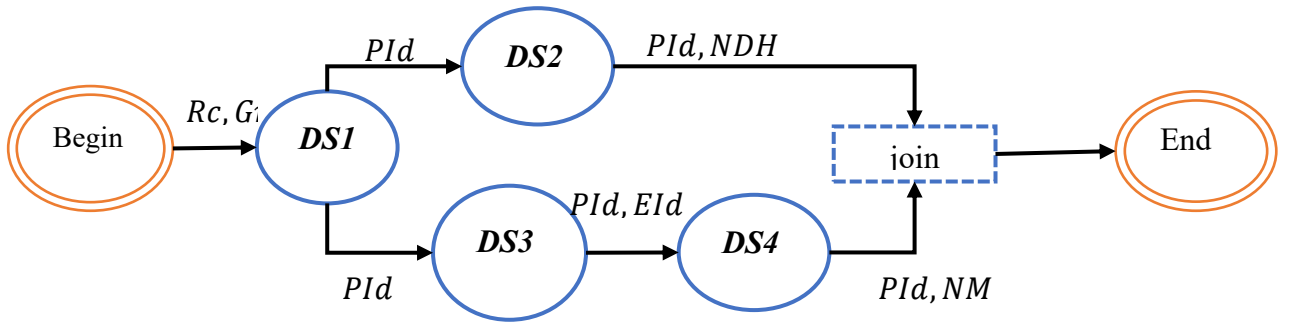 PId
DS2
PId, NDH
Begin
Rc,
DS1
join
End
PId
DS3
PId, EId
DS4
PId, NM